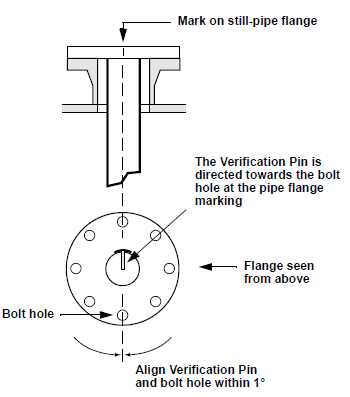 Mark on still-pipe flange
The Verification Pin is
directed towards the bolt
hole at the pipe flange
marking
Flange seen
from above
Bolt hole
Align Verification Pin
and bolt hole within 1°